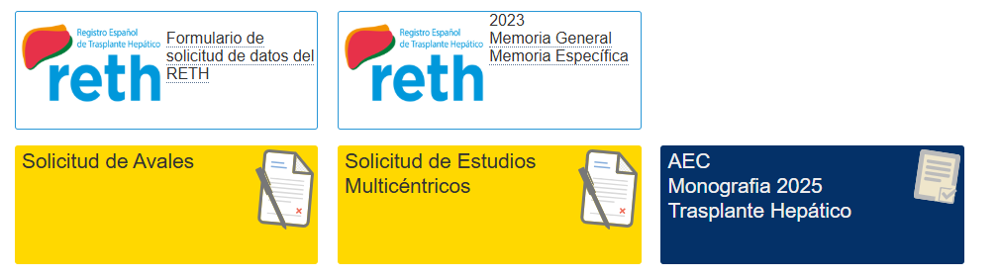 Registro Español
de Trasplante Hepático
reth
Formulario de
solicitud de datos del
RETH
Registro Español
de Trasplante Hepático
reth
2023
Memoria General
Memoria Específica
Solicitud de Avales
Solicitud de Estudios
Multicéntricos
AEC
Monografia 2025
Trasplante Hepático